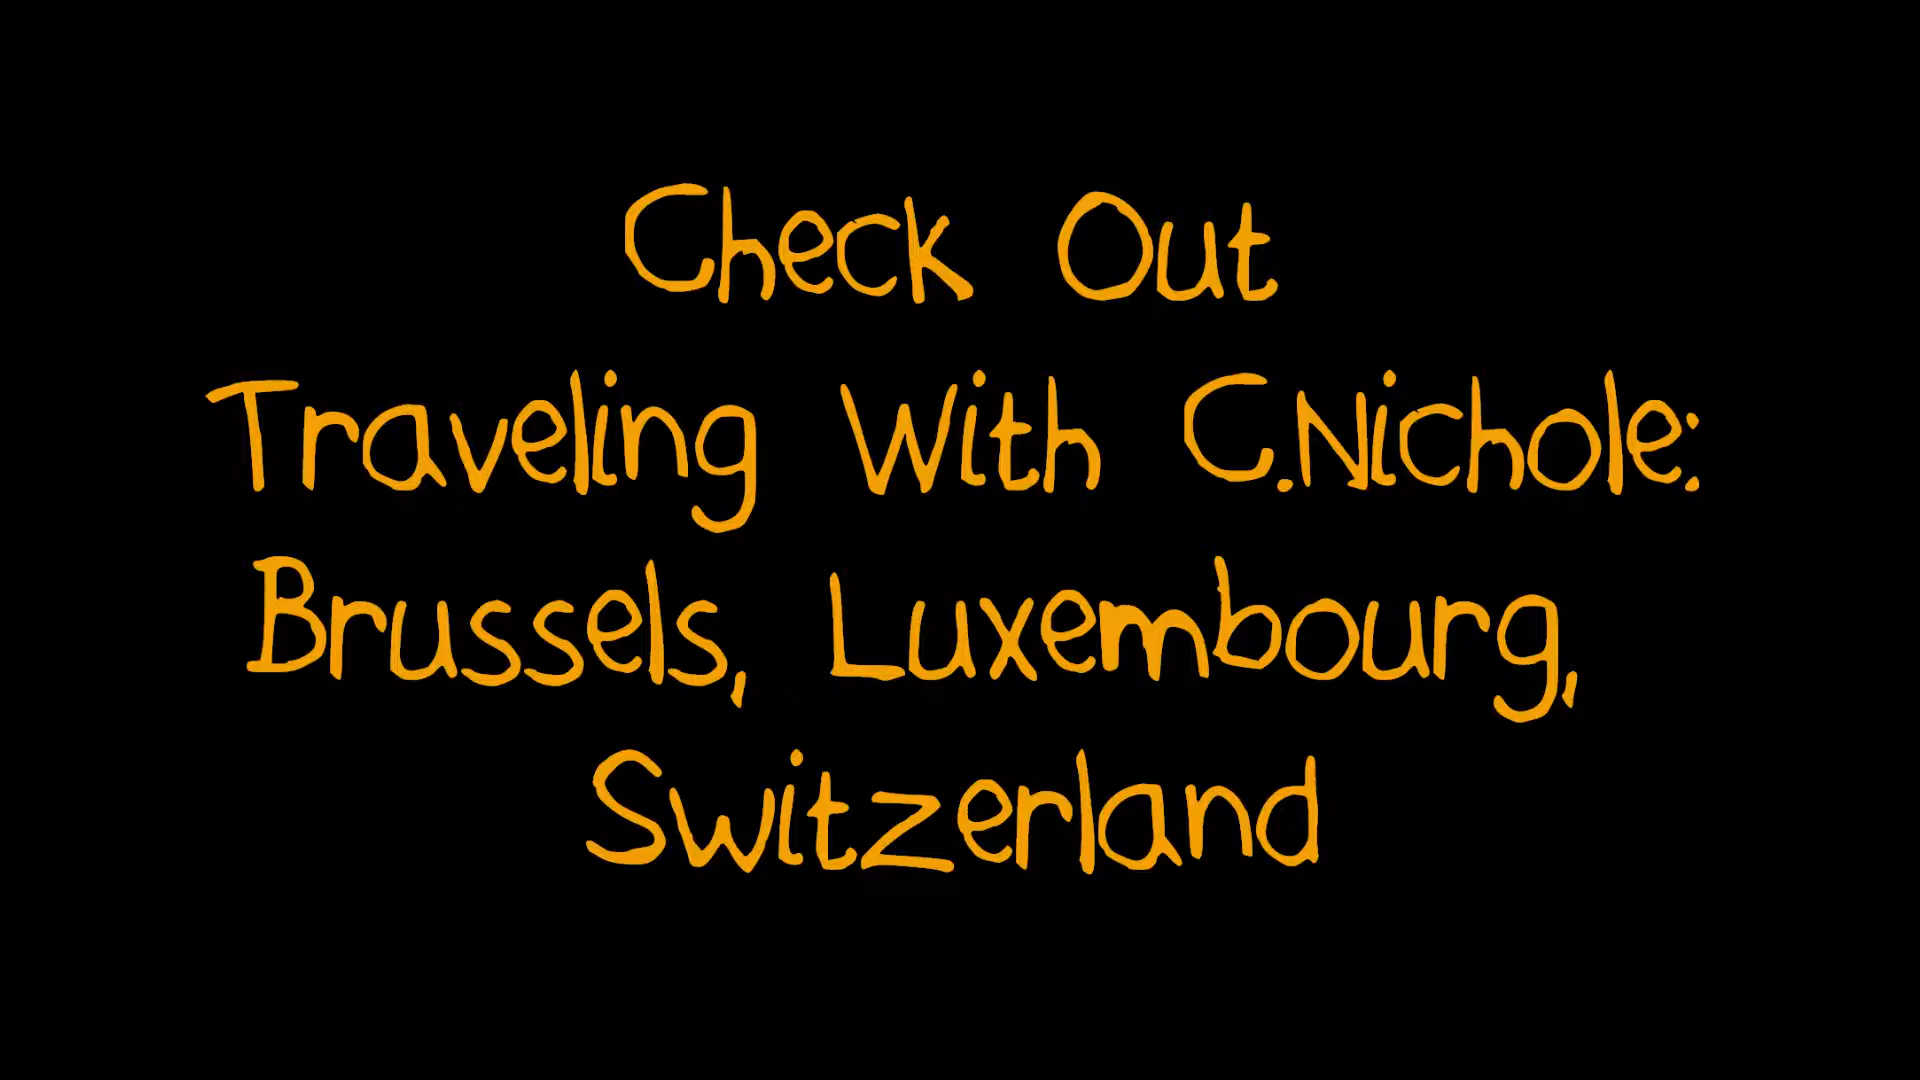 Check Out
Traveling With C.Nichole:
Brussels, Luxembourg,
Switzerland